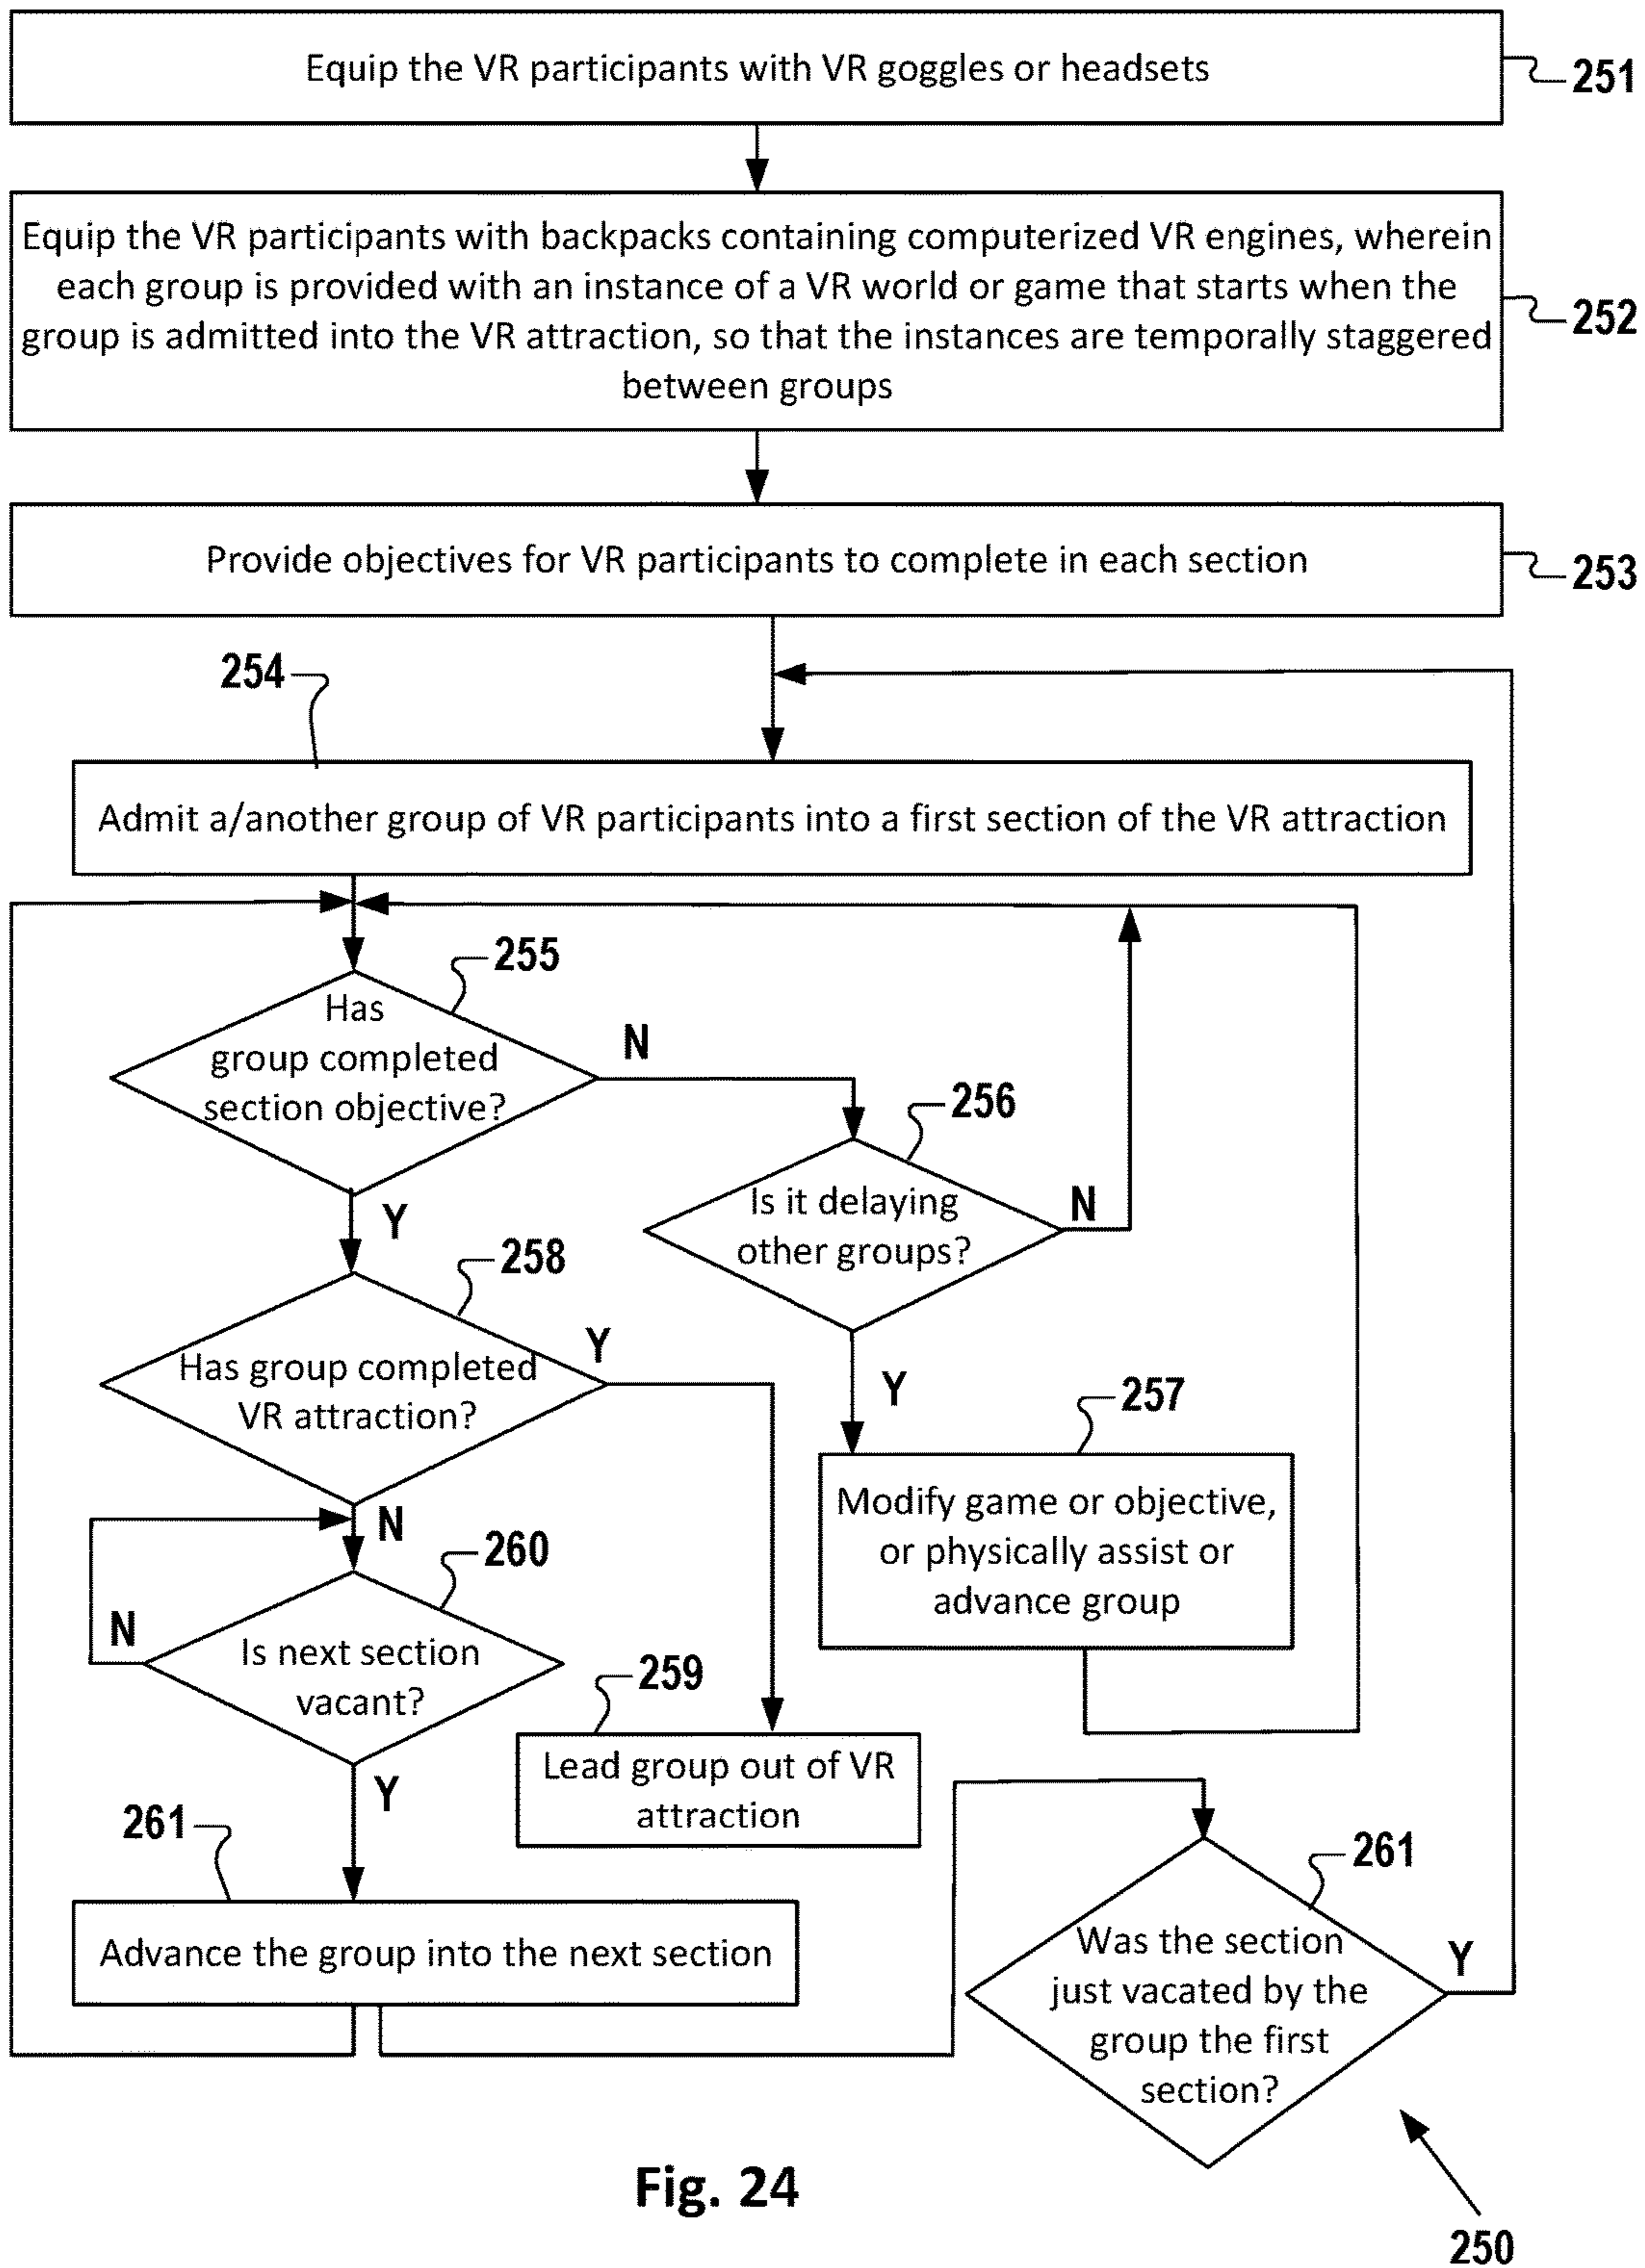 Equip the VR participants with VR goggles or headsets
251
Equip the VR participants with backpacks containing computerized VR engines, wherein
each group is provided with an instance of a VR world or game that starts when the
group is admitted into the VR attraction, so that the instances are temporally staggered
between groups
252
Provide objectives for VR participants to complete in each section
253
254
Admit a/another group of VR participants into a first section of the VR attraction
255
Has
group completed
section objective?
N
Y
256
Is it delaying
other groups?
N
Y
258
Has group completed
VR attraction?
Y
N
257
Modify game or objective,
or physically assist or
advance group
260
Is next section
vacant?
N
Y
259
Lead group out of VR
attraction
261
Advance the group into the next section
261
Was the section
just vacated by the
group the first
section?
Y
Fig. 24
250